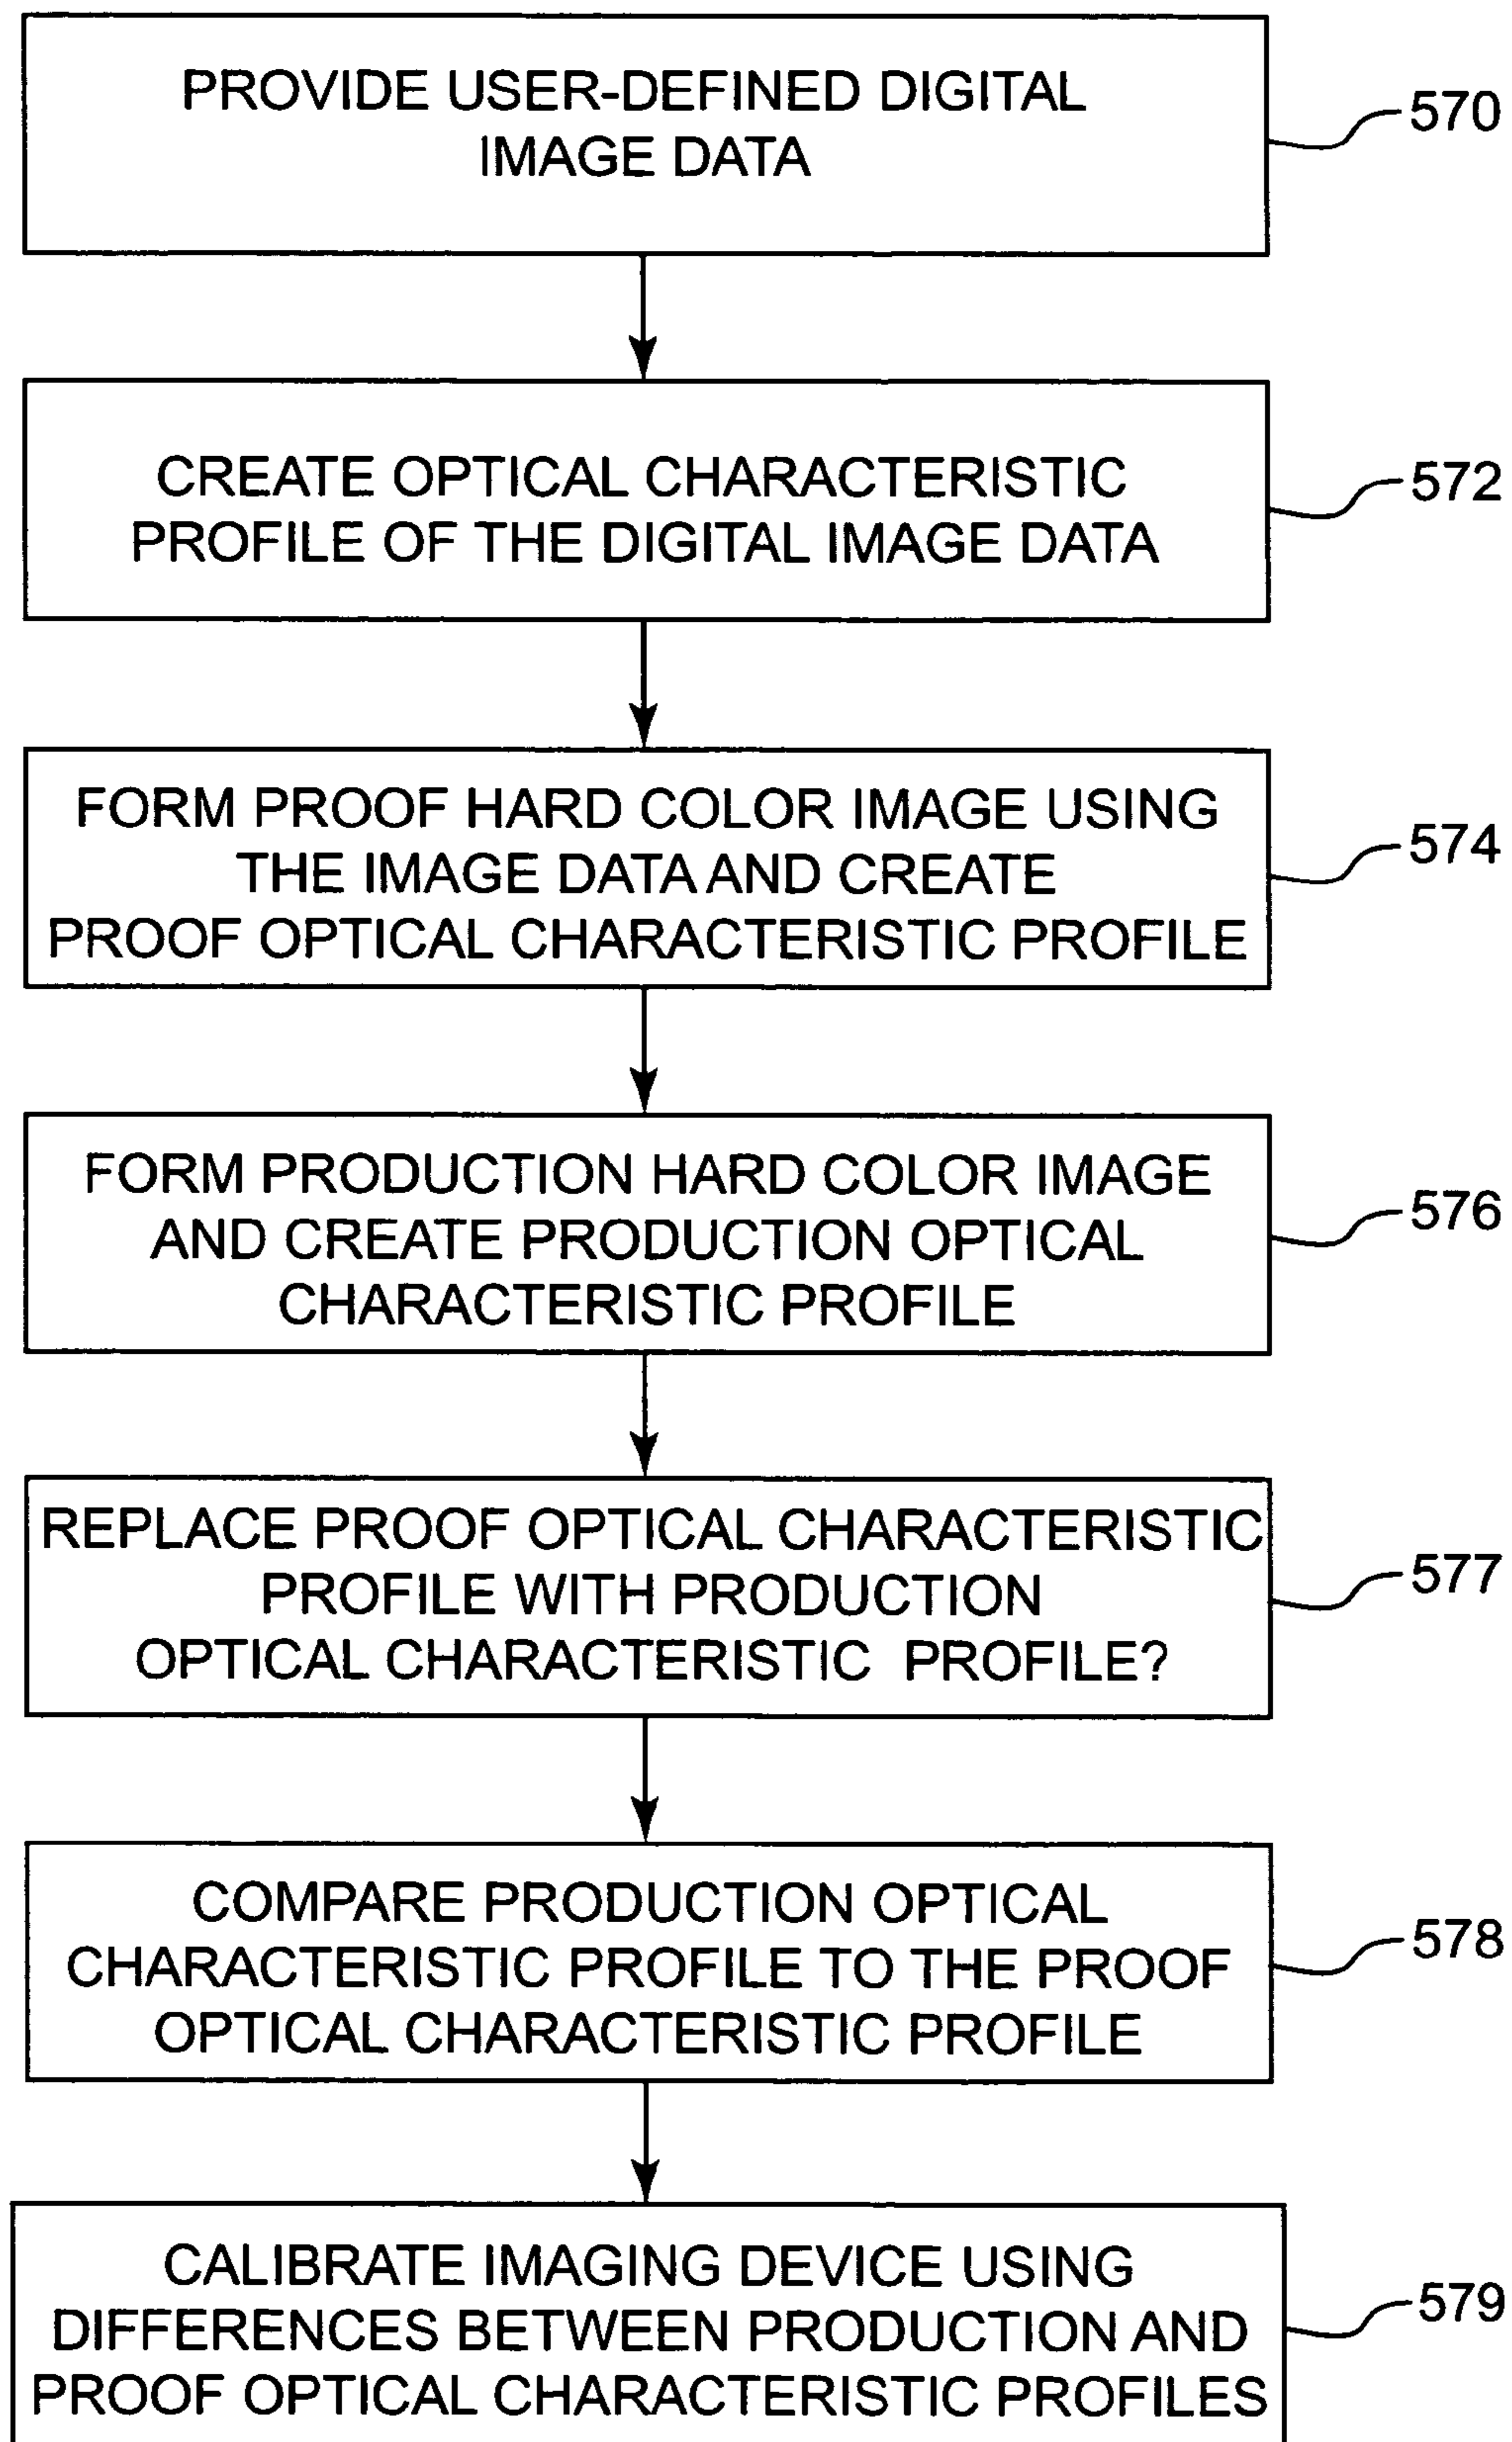 PROVIDE USER-DEFINED DIGITAL
IMAGE DATA
570
CREATE OPTICAL CHARACTERISTIC
PROFILE OF THE DIGITAL IMAGE DATA
572
FORM PROOF HARD COLOR IMAGE USING
THE IMAGE DATA AND CREATE
PROOF OPTICAL CHARACTERISTIC PROFILE
574
FORM PRODUCTION HARD COLOR IMAGE
AND CREATE PRODUCTION OPTICAL
CHARACTERISTIC PROFILE
576
REPLACE PROOF OPTICAL CHARACTERISTIC
PROFILE WITH PRODUCTION
OPTICAL CHARACTERISTIC PROFILE?
577
COMPARE PRODUCTION OPTICAL
CHARACTERISTIC PROFILE TO THE PROOF
OPTICAL CHARACTERISTIC PROFILE
578
CALIBRATE IMAGING DEVICE USING
DIFFERENCES BETWEEN PRODUCTION AND
PROOF OPTICAL CHARACTERISTIC PROFILES
579